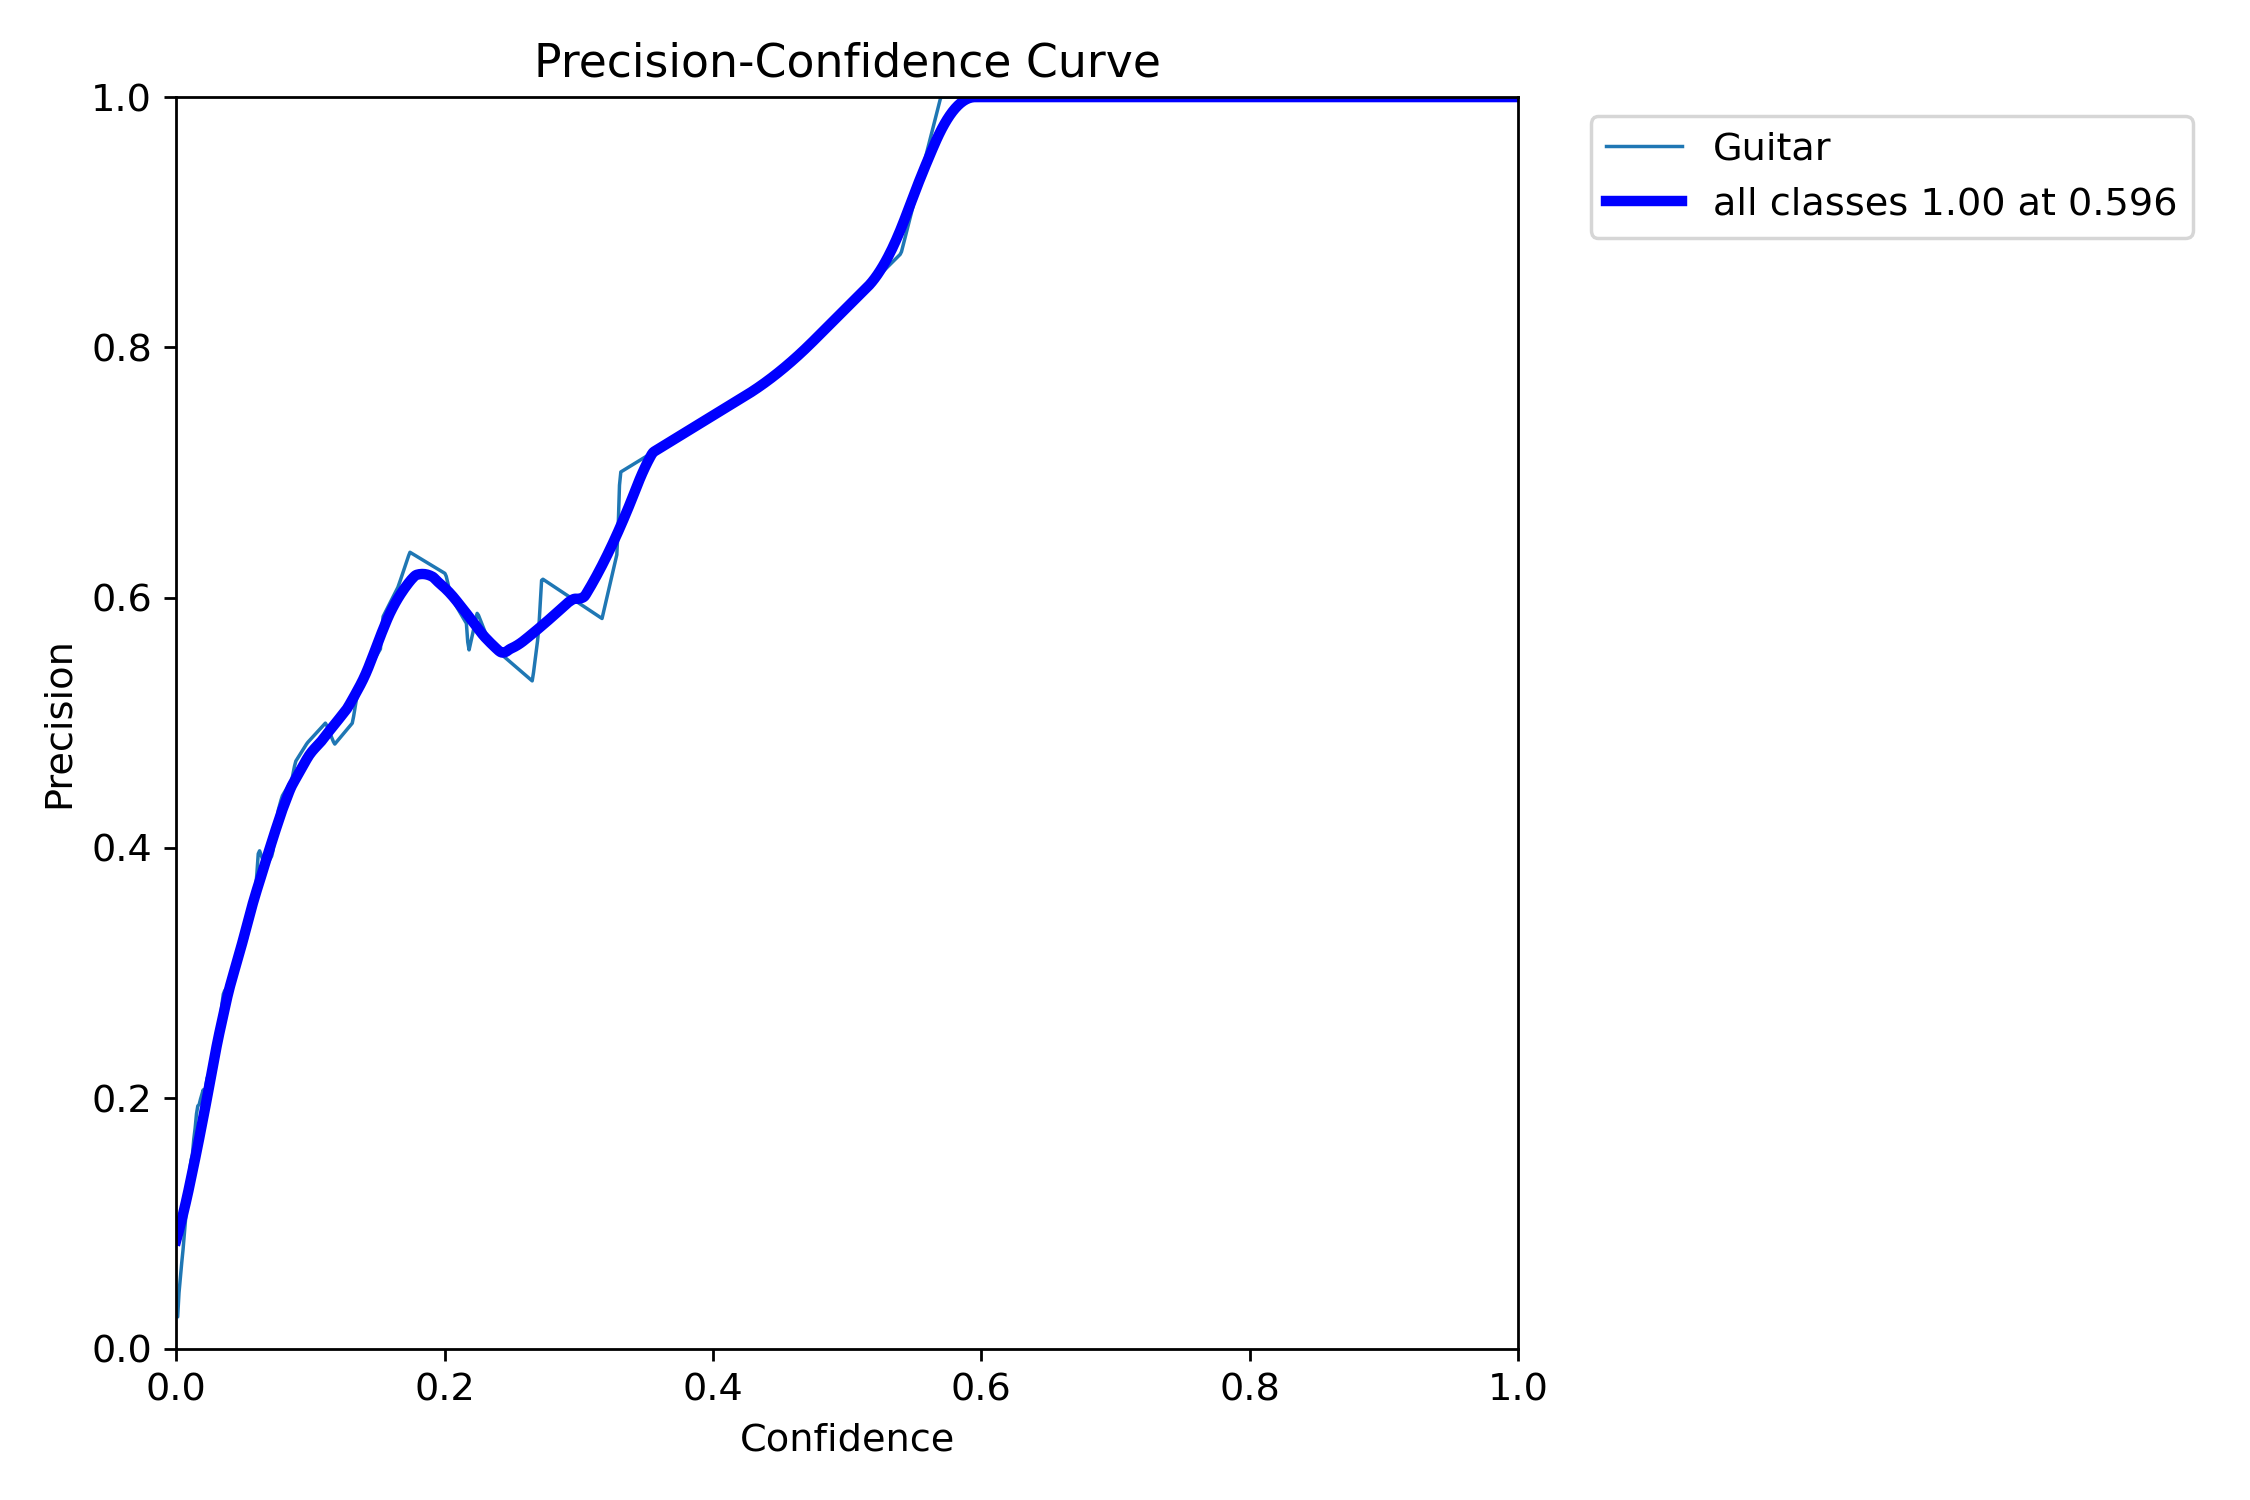 Precision-Confidence Curve
1.0
0.8
0.6
0.4
0.2
0.0
Precision
0.0 0.2 0.4 0.6 0.8 1.0
Confidence
Guitar
all classes 1.00 at 0.596